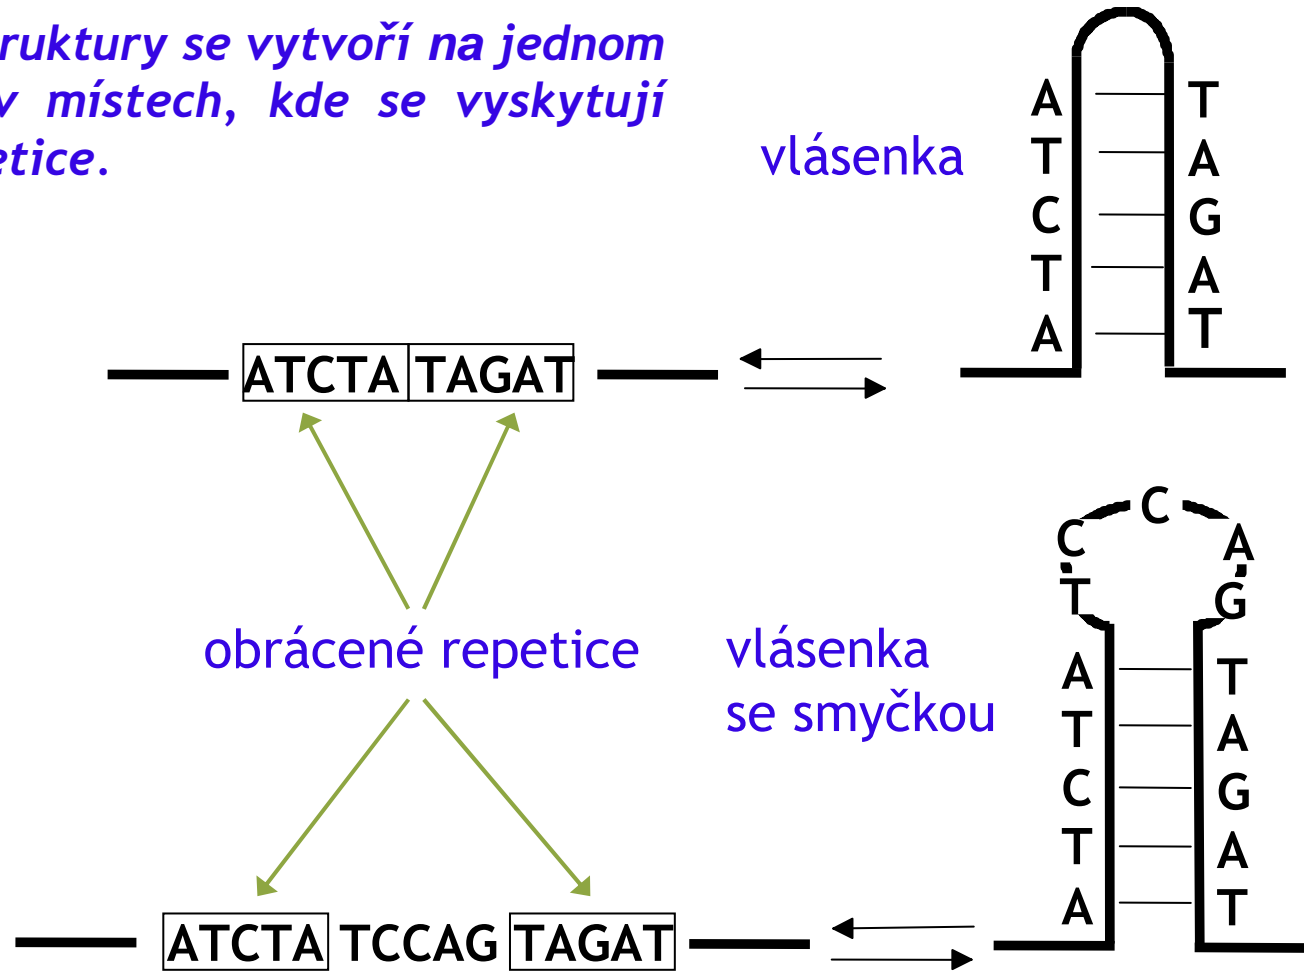 ruktury se vytvoří na jednom
v místech, kde se vyskytují
etice.
vlásenka
A T
T A
C G
T A
A T
ATCTA TAGAT
obrácené repetice
vlásenka
se smyčkou
C
C A
T G
A T
T A
C G
T A
A T
ATCTA TCCAG TAGAT